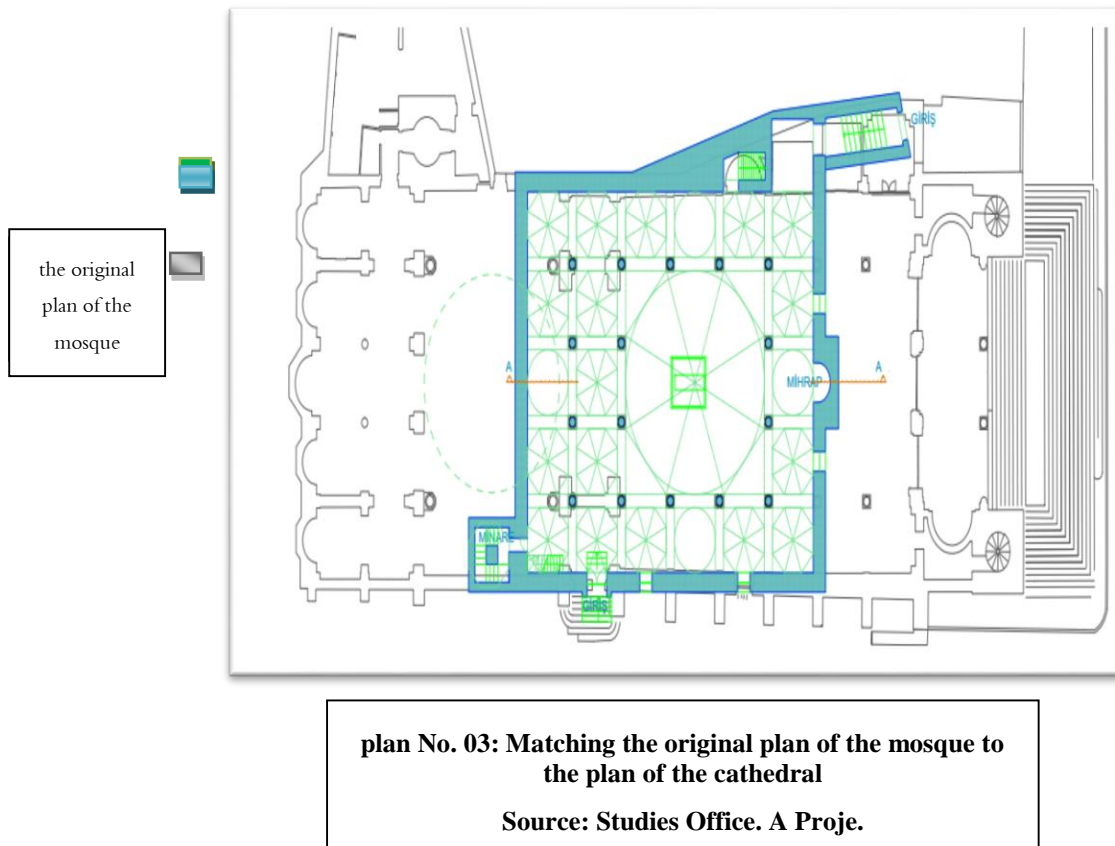 GİRİŞ
the original
plan of the
mosque
A
MİHRAP
A
MİNARE
GİRİŞ
plan No. 03: Matching the original plan of the mosque to
the plan of the cathedral
Source: Studies Office. A Proje.